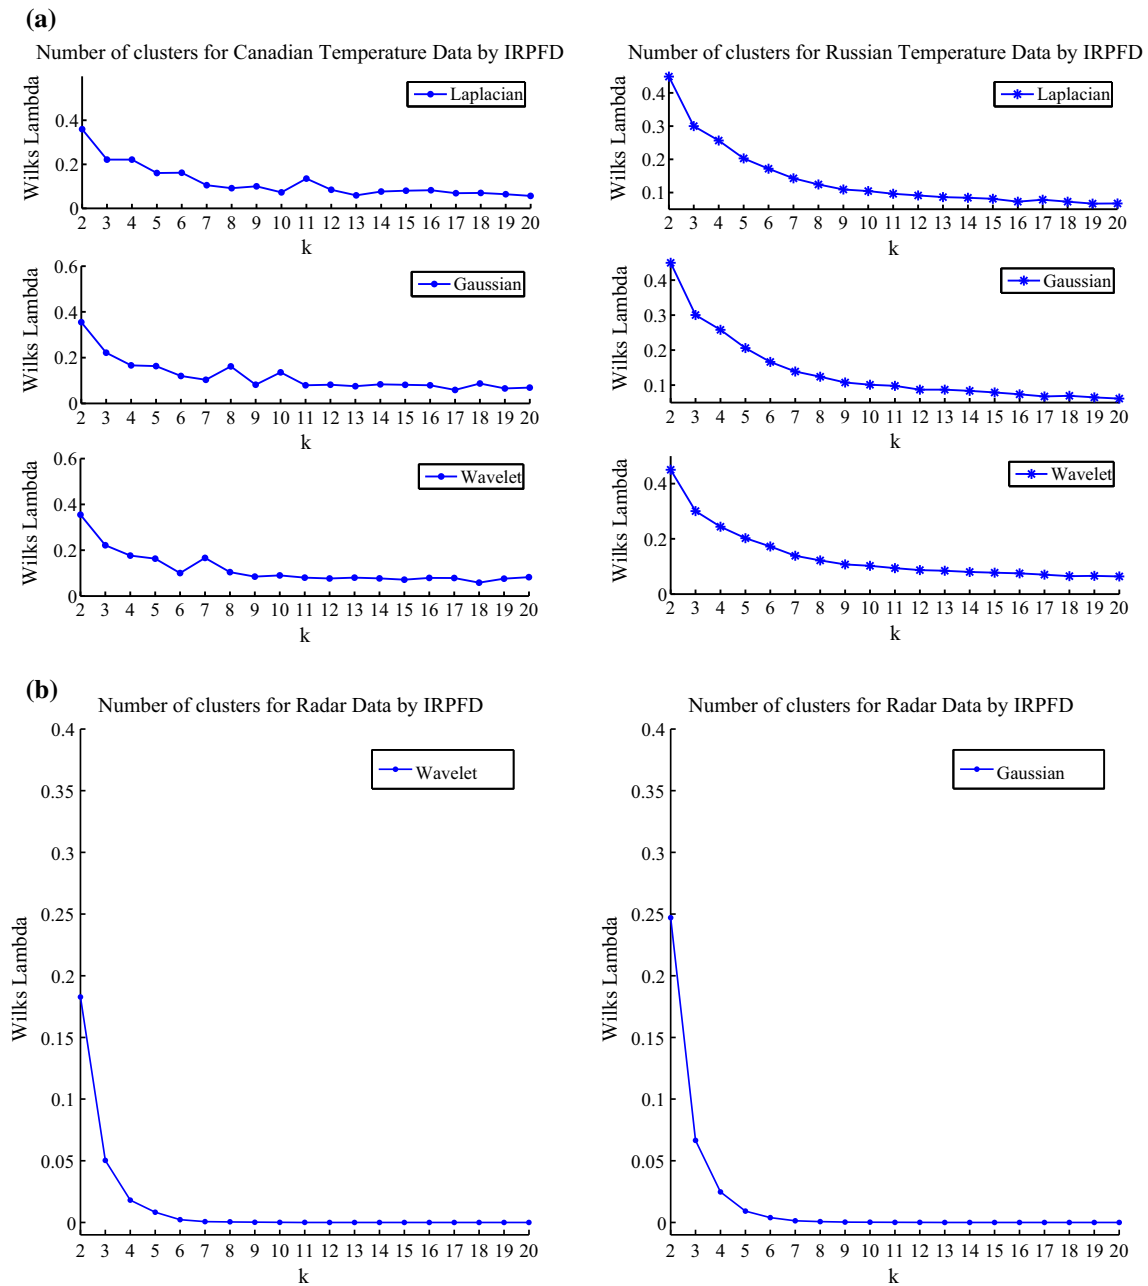 (a)
Number of clusters for Canadian Temperature Data by IRPFD
Wilks Lambda
0.4
0.2
0
Laplacian
2 3 4 5 6 7 8 9 10 11 12 13 14 15 16 17 18 19 20
k
Wilks Lambda
0.6
0.4
0.2
0
Gaussian
2 3 4 5 6 7 8 9 10 11 12 13 14 15 16 17 18 19 20
k
Wilks Lambda
0.6
0.4
0.2
0
Wavelet
2 3 4 5 6 7 8 9 10 11 12 13 14 15 16 17 18 19 20
k
Number of clusters for Russian Temperature Data by IRPFD
Wilks Lambda
0.4
0.3
0.2
0.1
Laplacian
2 3 4 5 6 7 8 9 10 11 12 13 14 15 16 17 18 19 20
k
Wilks Lambda
0.4
0.3
0.2
0.1
Gaussian
2 3 4 5 6 7 8 9 10 11 12 13 14 15 16 17 18 19 20
k
Wilks Lambda
0.4
0.2
0
Wavelet
2 3 4 5 6 7 8 9 10 11 12 13 14 15 16 17 18 19 20
k
(b)
Number of clusters for Radar Data by IRPFD
Wilks Lambda
0.4
0.35
0.3
0.25
0.2
0.15
0.1
0.05
0
Wavelet
2 3 4 5 6 7 8 9 10 11 12 13 14 15 16 17 18 19 20
k
Number of clusters for Radar Data by IRPFD
Wilks Lambda
0.4
0.35
0.3
0.25
0.2
0.15
0.1
0.05
0
Gaussian
2 3 4 5 6 7 8 9 10 11 12 13 14 15 16 17 18 19 20
k